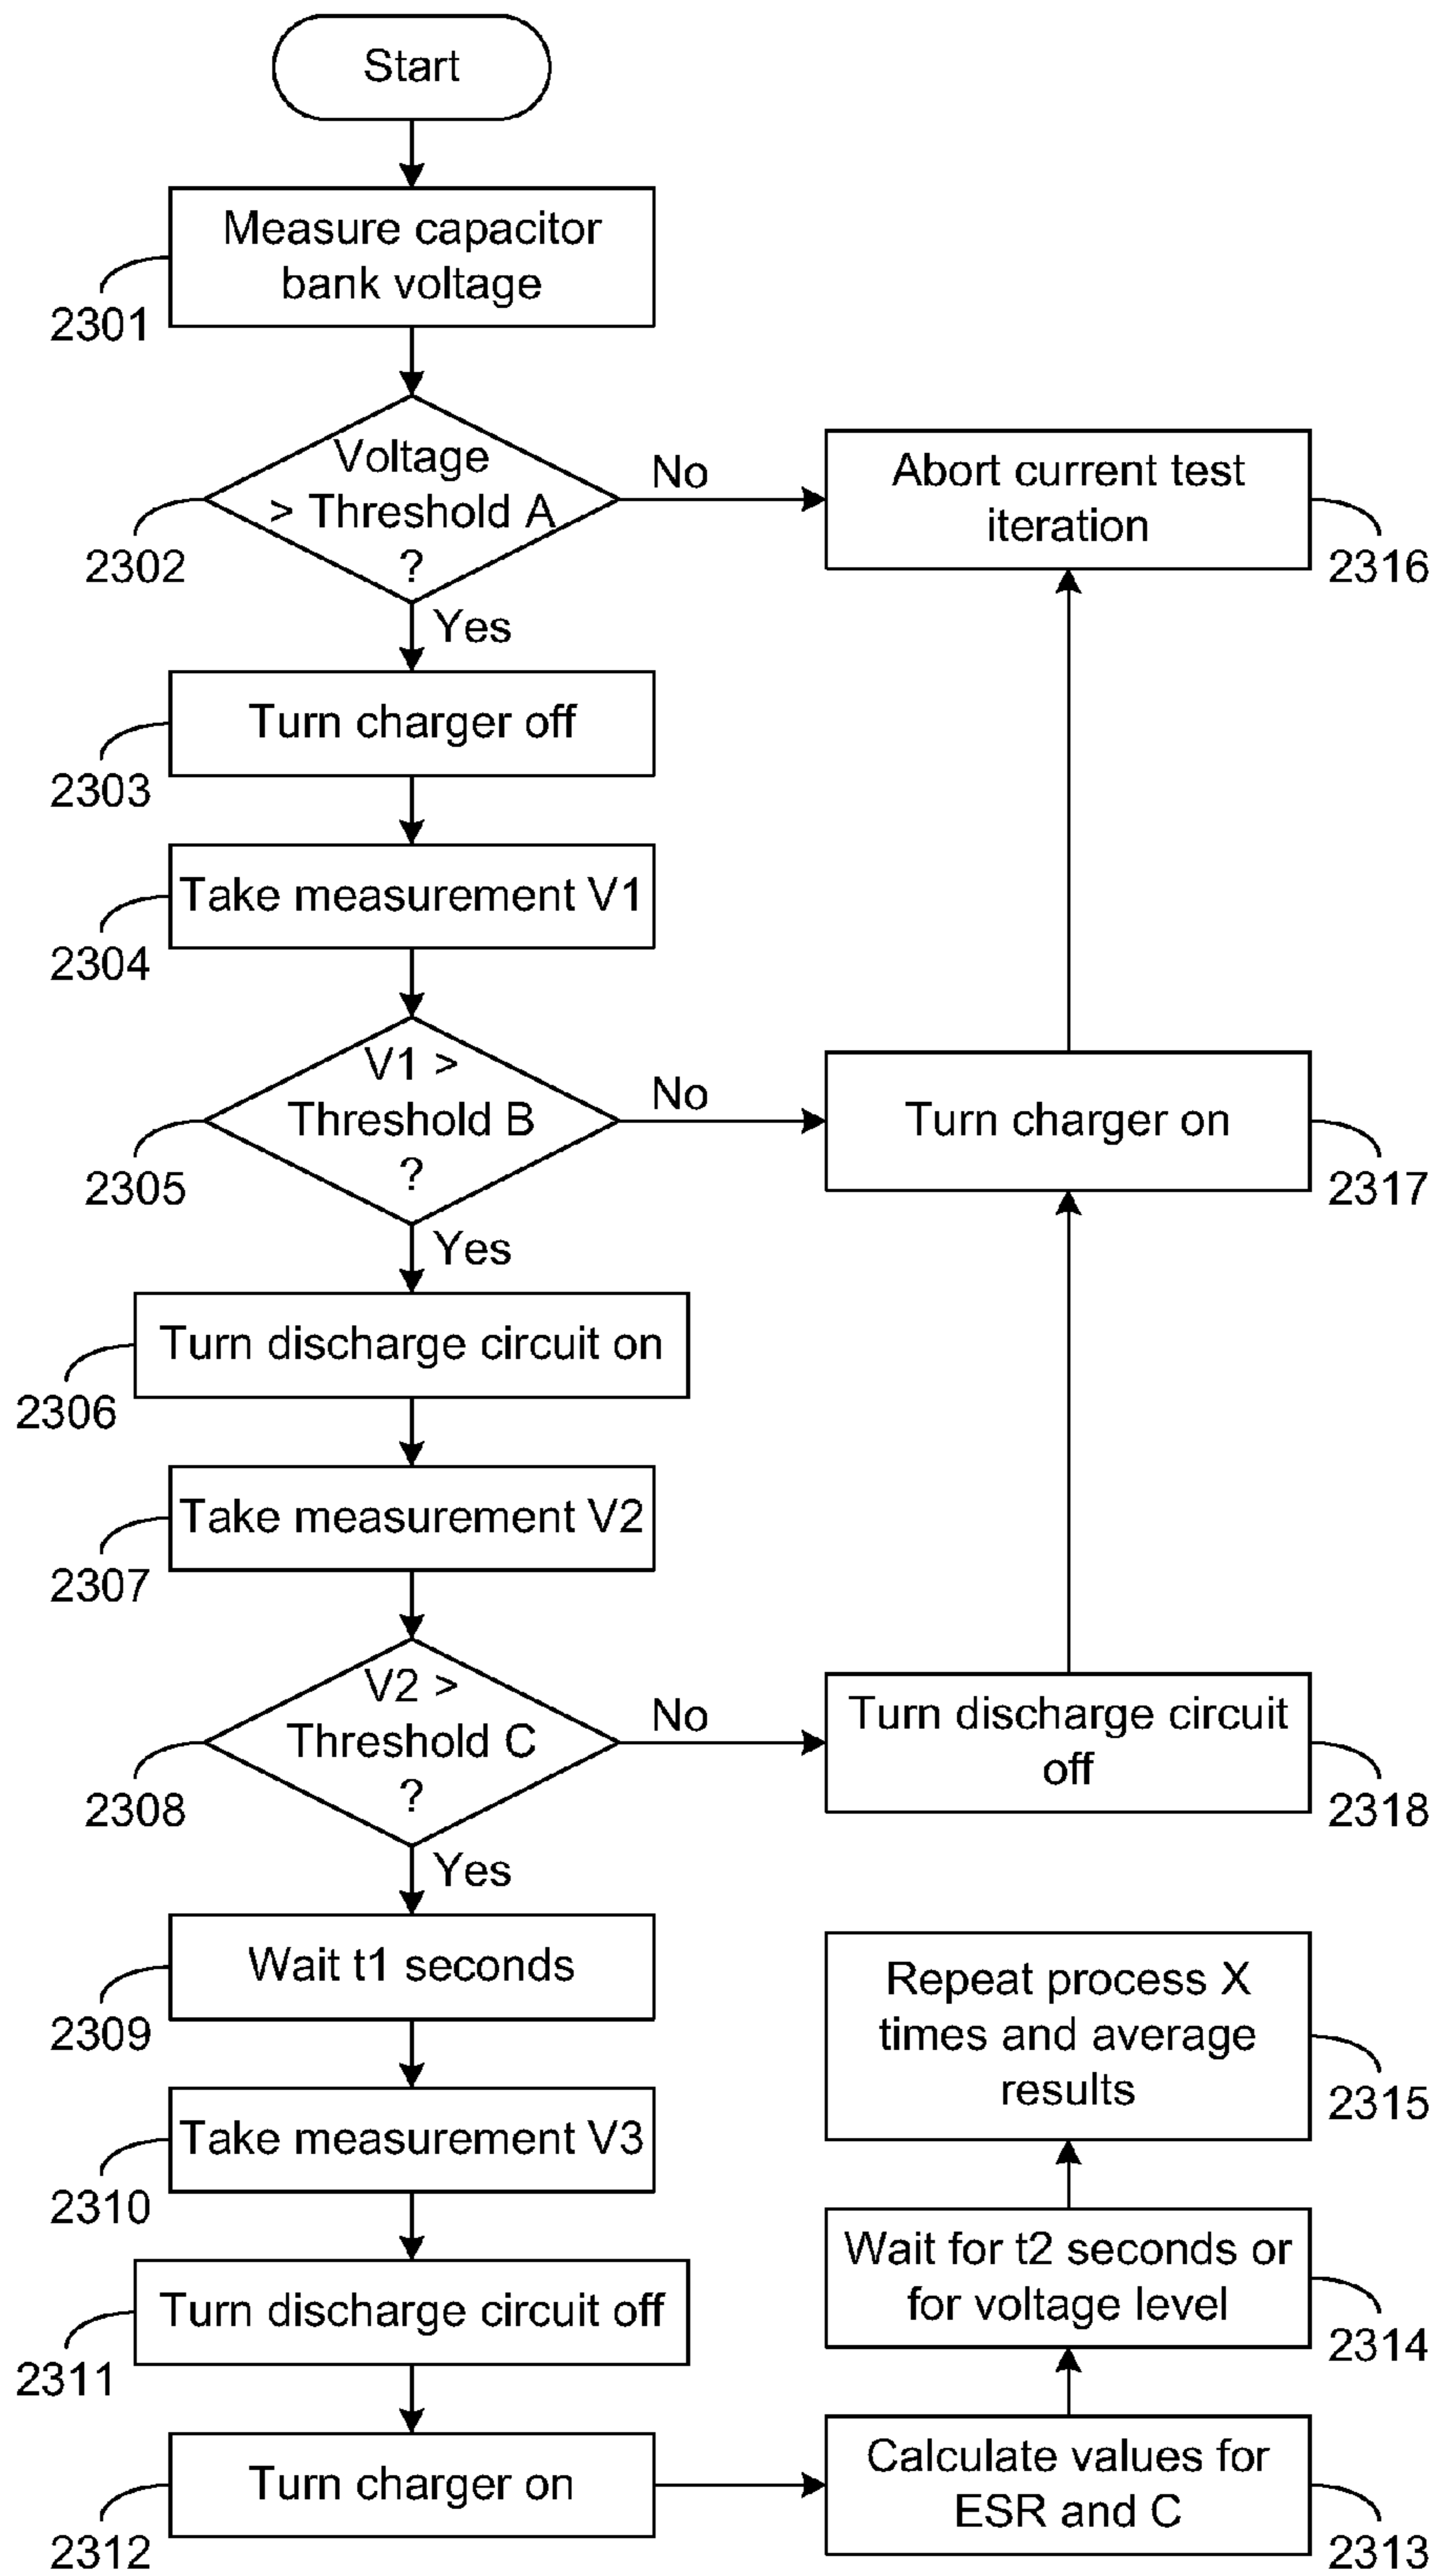 Start
Measure capacitor
bank voltage
2301
Voltage
> Threshold A
?
2302
No
Abort current test
iteration
2316
Yes
Turn charger off
2303
Take measurement V1
2304
V1 >
Threshold B
?
2305
No
Turn charger on
2317
Yes
Turn discharge circuit on
2306
Take measurement V2
2307
V2 >
Threshold C
?
2308
No
Turn discharge circuit
off
2318
Yes
Wait t1 seconds
2309
Take measurement V3
2310
Turn discharge circuit off
2311
Turn charger on
2312
Calculate values for
ESR and C
2313
Wait for t2 seconds or
for voltage level
2314
Repeat process X
times and average
results
2315